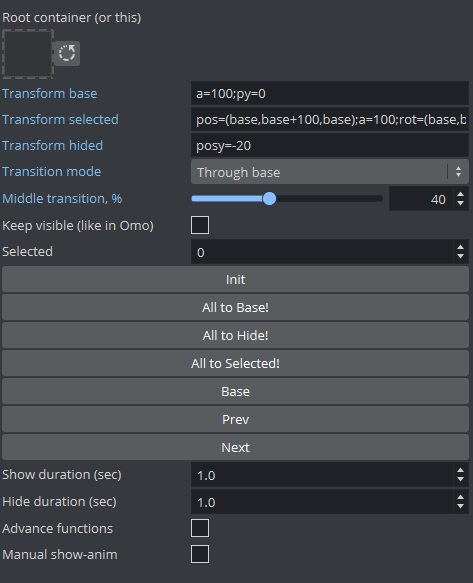 Root container (or this)
Transform base a=100;py=0
Transform selected pos=(base,base+100,base);a=100;rot=(base,b
Transform hided posy=-20
Transition mode Through base
Middle transition, % 40
Keep visible (like in Omo)
Selected 0
Init
All to Base!
All to Hide!
All to Selected!
Base
Prev
Next
Show duration (sec) 1.0
Hide duration (sec) 1.0
Advance functions
Manual show-anim